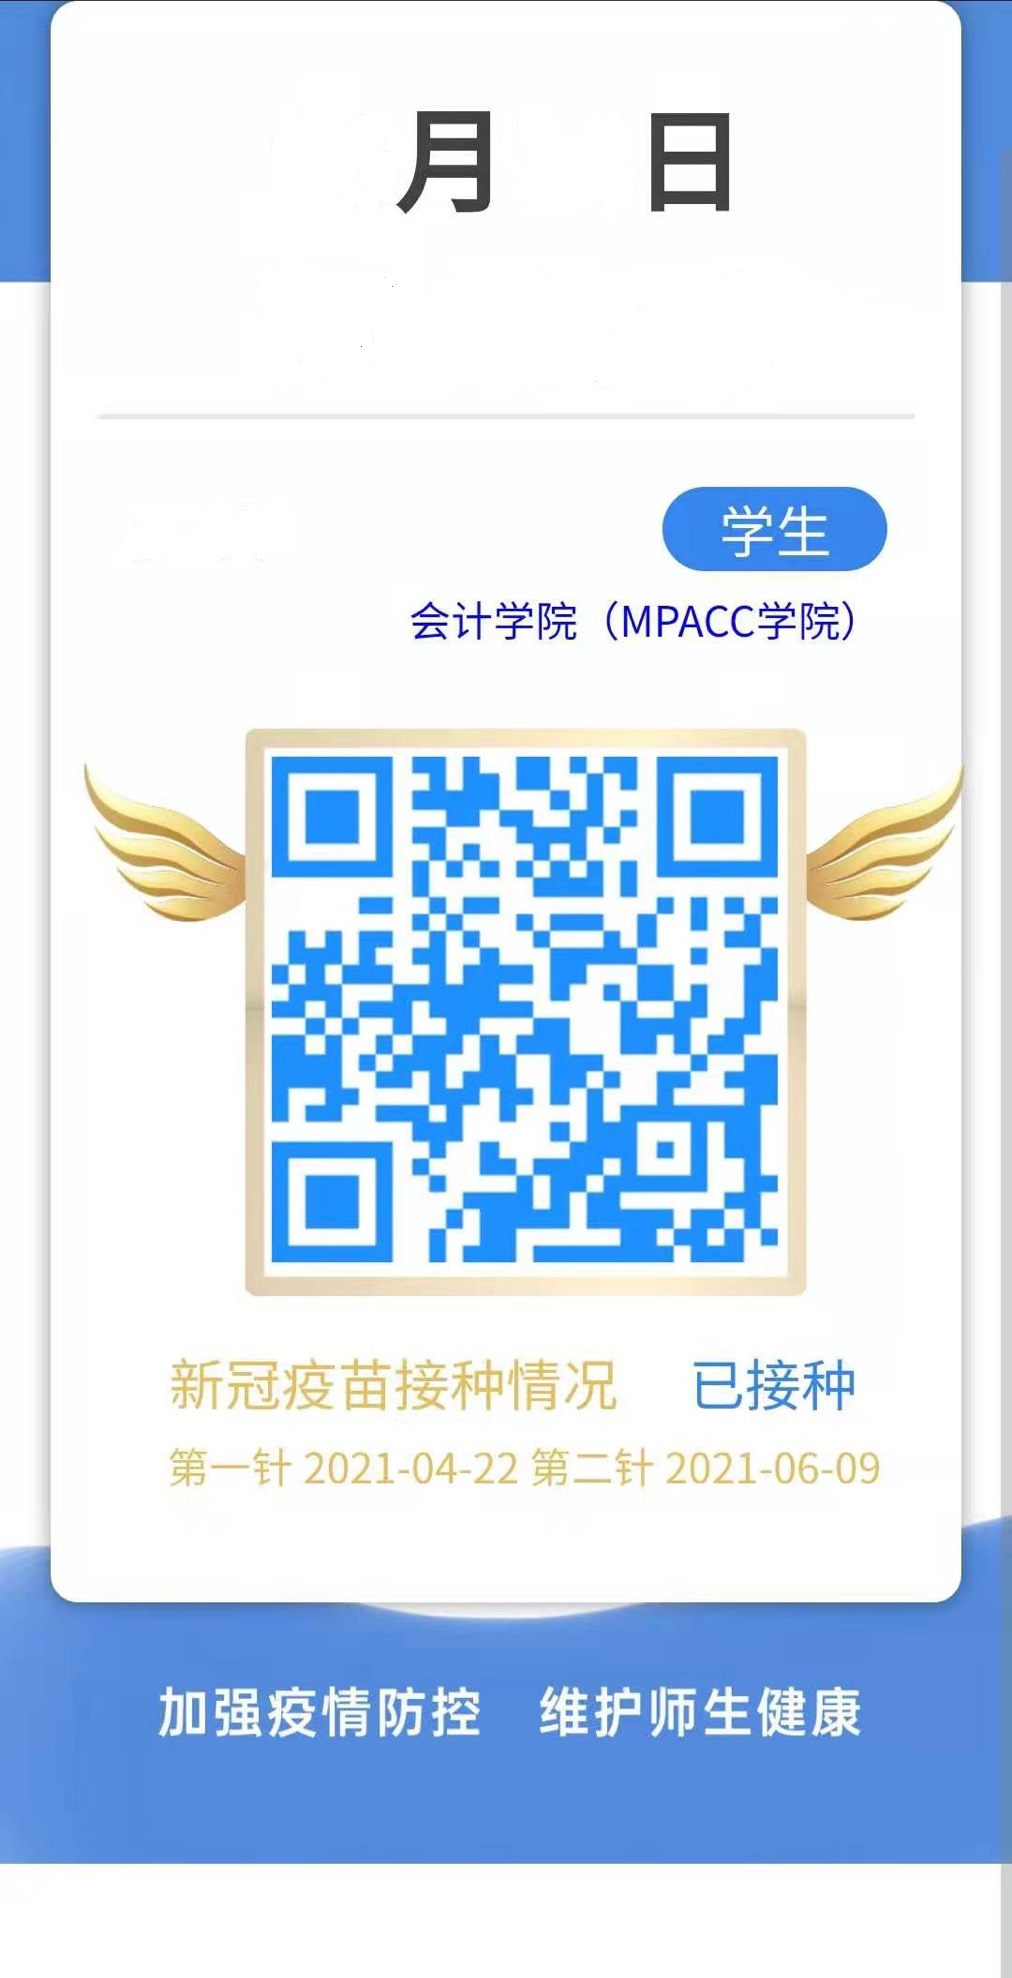 月 日
学生
会计学院（MPACC学院）
新冠疫苗接种情况 已接种
第一针 2021-04-22 第二针 2021-06-09
加强疫情防控 维护师生健康